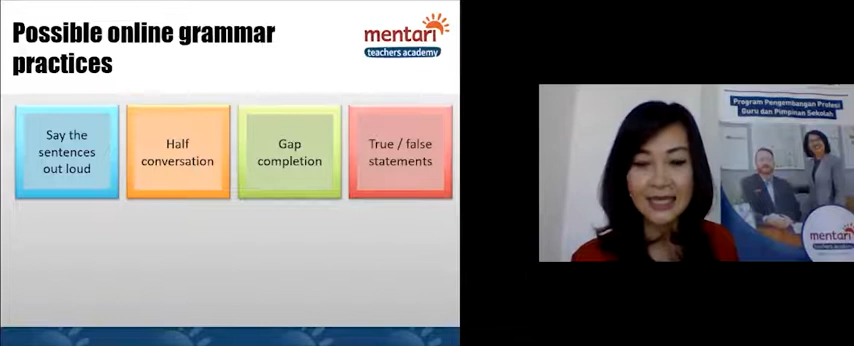 Possible online grammar
practices
mentari
teachers academy
Say the
sentences
out loud
Half
conversation
Gap
completion
True / false
statements
Program Pengembangan Profesi
Guru dan Pimpinan Sekolah
mentari
teachers academy